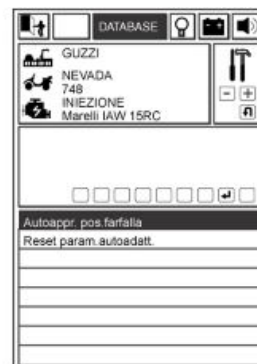 DATABASE
GUZZI
NEVADA
748
INIEZIONE
Marelli IAW 15RC
Autoappr. pos.farfalla
Reset param.autoadatt.